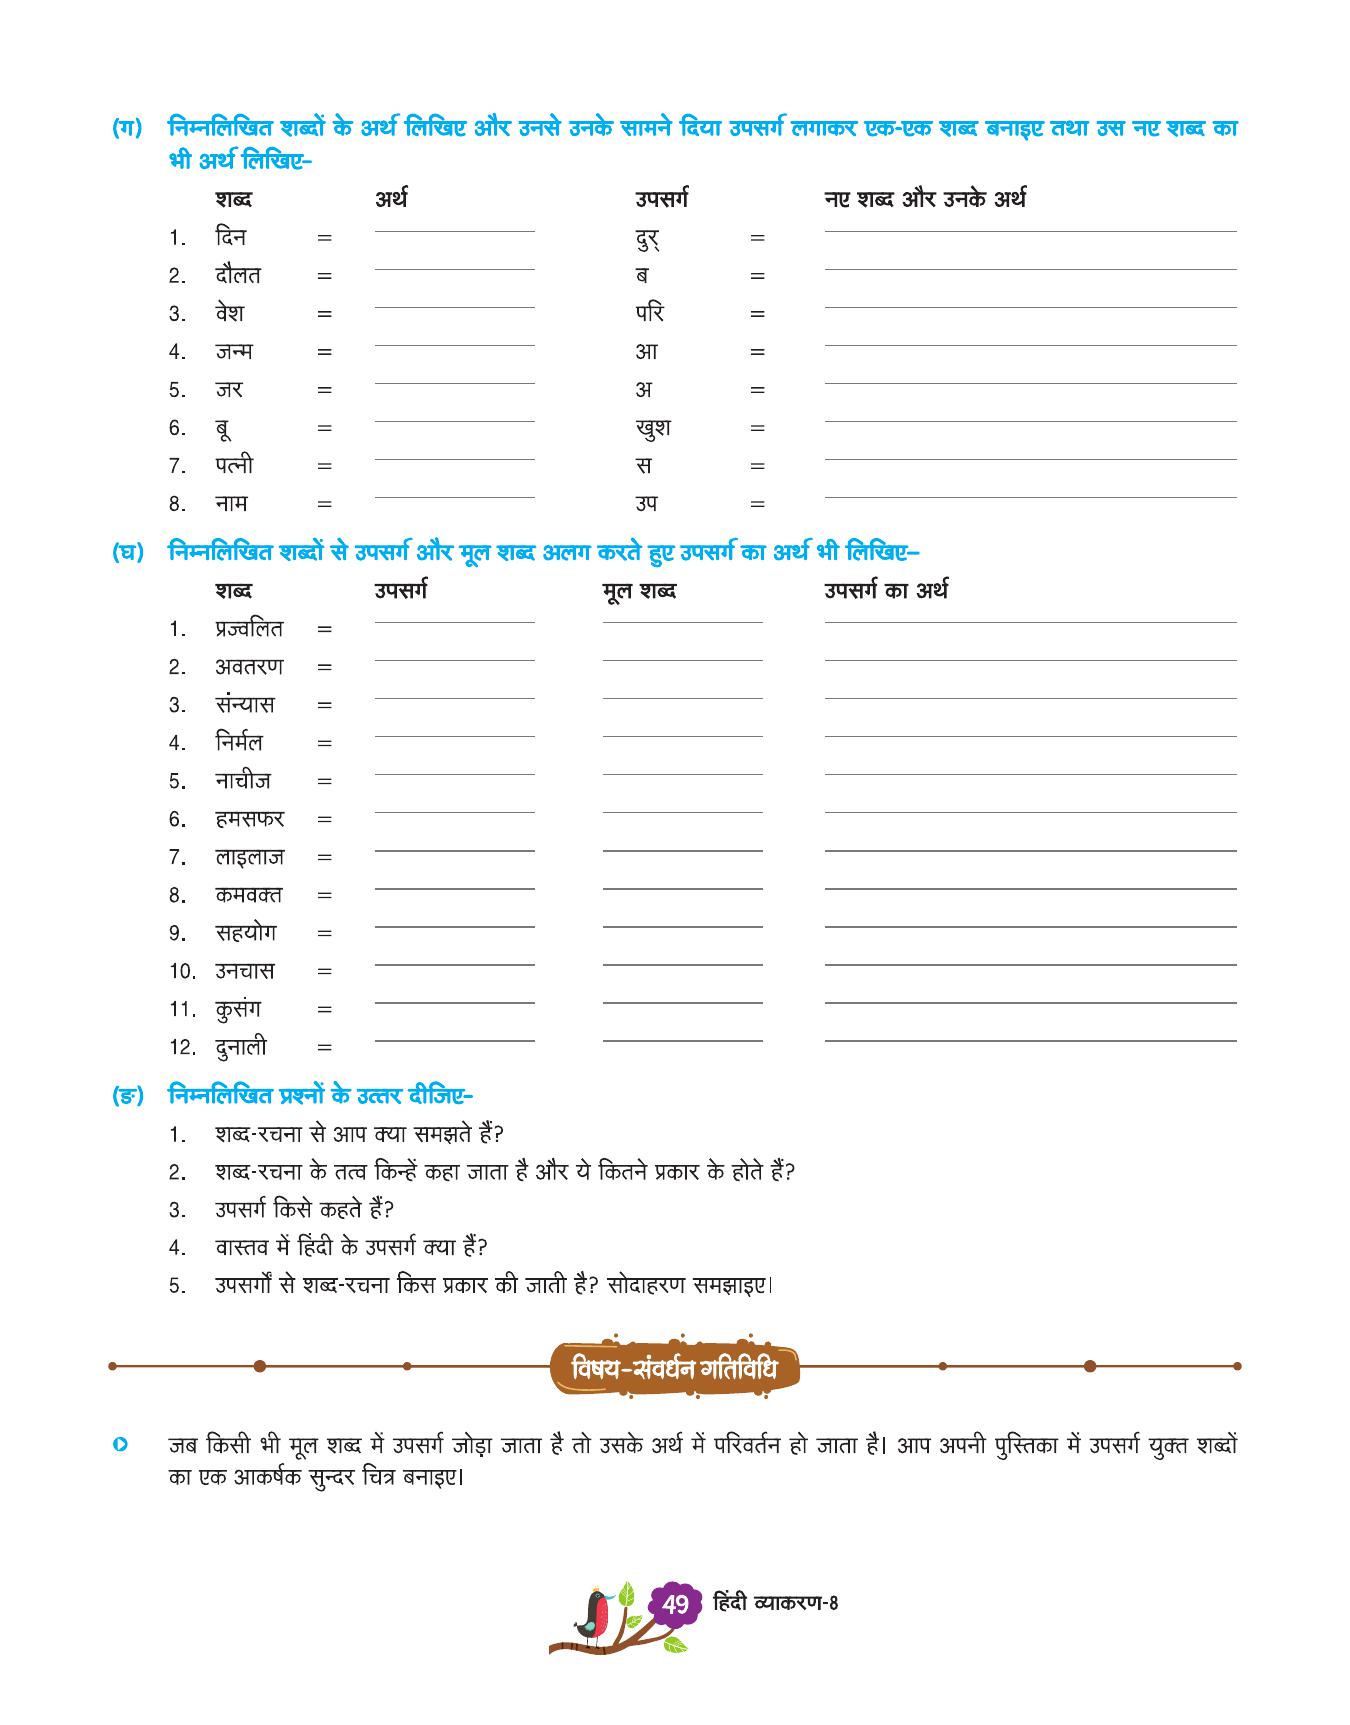 (ग) निम्नलिखित शब्दों के अर्थ लिखिए और उनसे उनके सामने दिया उपसर्ग लगाकर एक-एक शब्द बनाइए तथा उस नए शब्द का
भी अर्थ लिखिए–
शब्द अर्थ उपसर्ग नए शब्द और उनके अर्थ
1. दिन = दुर् =
2. दौलत = ब =
3. वेश = परि =
4. जन्म = आ =
5. जर = अ =
6. बू = खुश =
7. पत्नी = स =
8. नाम = उप =
(घ) निम्नलिखित शब्दों से उपसर्ग और मूल शब्द अलग करते हुए उपसर्ग का अर्थ भी लिखिए–
शब्द उपसर्ग मूल शब्द उपसर्ग का अर्थ
1. प्रज्वलित =
2. अवतरण =
3. संन्यास =
4. निर्मल =
5. नाचीज =
6. हमसफर =
7. लाइलाज =
8. कमवक्त =
9. सहयोग =
10. उनचास =
11. कुसंग =
12. दुनाली =
(ङ) निम्नलिखित प्रश्नों के उत्तर दीजिए–
1. शब्द-रचना से आप क्या समझते हैं?
2. शब्द-रचना के तत्व किन्हें कहा जाता है और ये कितने प्रकार के होते हैं?
3. उपसर्ग किसे कहते हैं?
4. वास्तव में हिंदी के उपसर्ग क्या हैं?
5. उपसर्गों से शब्द-रचना किस प्रकार की जाती है? सोदाहरण समझाइए।
विषय-संवर्धन गतिविधि
जब किसी भी मूल शब्द में उपसर्ग जोड़ा जाता है तो उसके अर्थ में परिवर्तन हो जाता है। आप अपनी पुस्तिका में उपसर्ग युक्त शब्दों
का एक आकर्षक सुन्दर चित्र बनाइए।
49 हिंदी व्याकरण-8